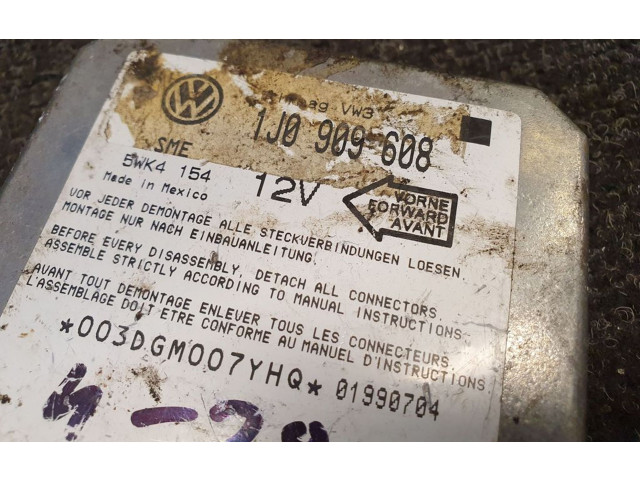 VW
VW3
1J0 909 608
SME
5WK4 154
Made in Mexico
12V
VORNE
FORWARD
AVANT
VOR JEDER DEMONTAGE ALLE STECKVERBINDUNGEN LOESEN.
MONTAGE NUR NACH EINBAUANLEITUNG.
BEFORE EVERY DISASSEMBLY, DETACH ALL CONNECTORS
ASSEMBLE STRICTLY ACCORDING TO MANUAL INSTRUCTIONS.
AVANT TOUT DEMONTAGE ENLEVER TOUS LES CONNECTEURS
L'ASSEMBLAGE DOIT ETRE CONFORME AU MANUEL D'INSTRUCTIONS
*003DGM007YHQ* 01990704